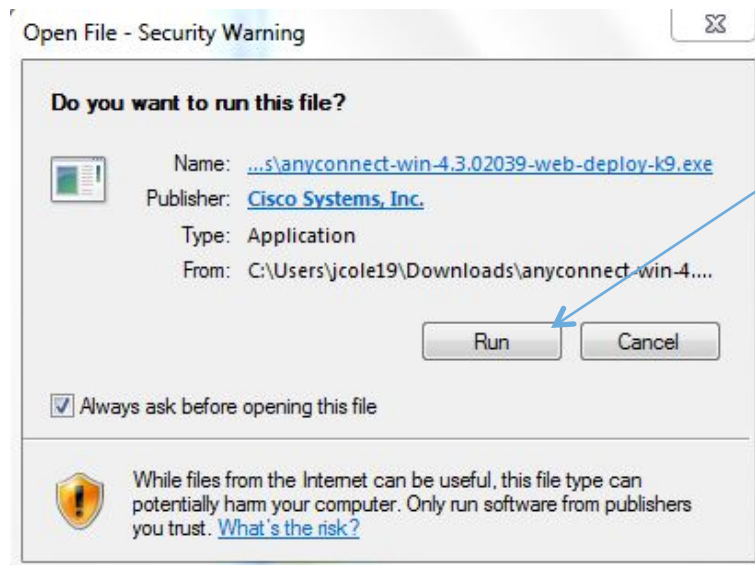 Open File - Security Warning
Do you want to run this file?
Name: ...s\anyconnect-win-4.3.02039-web-deploy-k9.exe
Publisher: Cisco Systems, Inc.
Type: Application
From: C:\Users\jcole19\Downloads\anyconnect-win-4....
Run Cancel
Always ask before opening this file
While files from the Internet can be useful, this file type can
potentially harm your computer. Only run software from publishers
you trust. What's the risk?